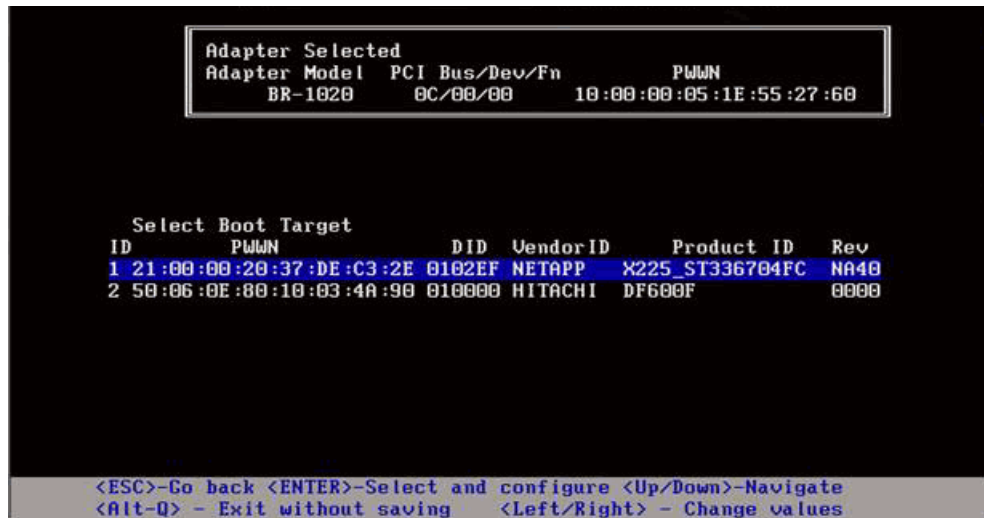 Adapter Selected
Adapter Model PCI Bus/Dev/Fn PWWN
BR-1020 0C/00/00 10:00:00:05:1E:55:27:60
Select Boot Target
ID PWWN DID VendorID Product ID Rev
1 21:00:00:20:37:DE:C3:2E 0102EF NETAPP X225_ST336704FC NA40
2 50:06:0E:80:10:03:4A:90 010000 HITACHI DF600F 0000
<ESC>-Go back <ENTER>-Select and configure <Up/Down>-Navigate
<Alt-Q> - Exit without saving <Left/Right> - Change values